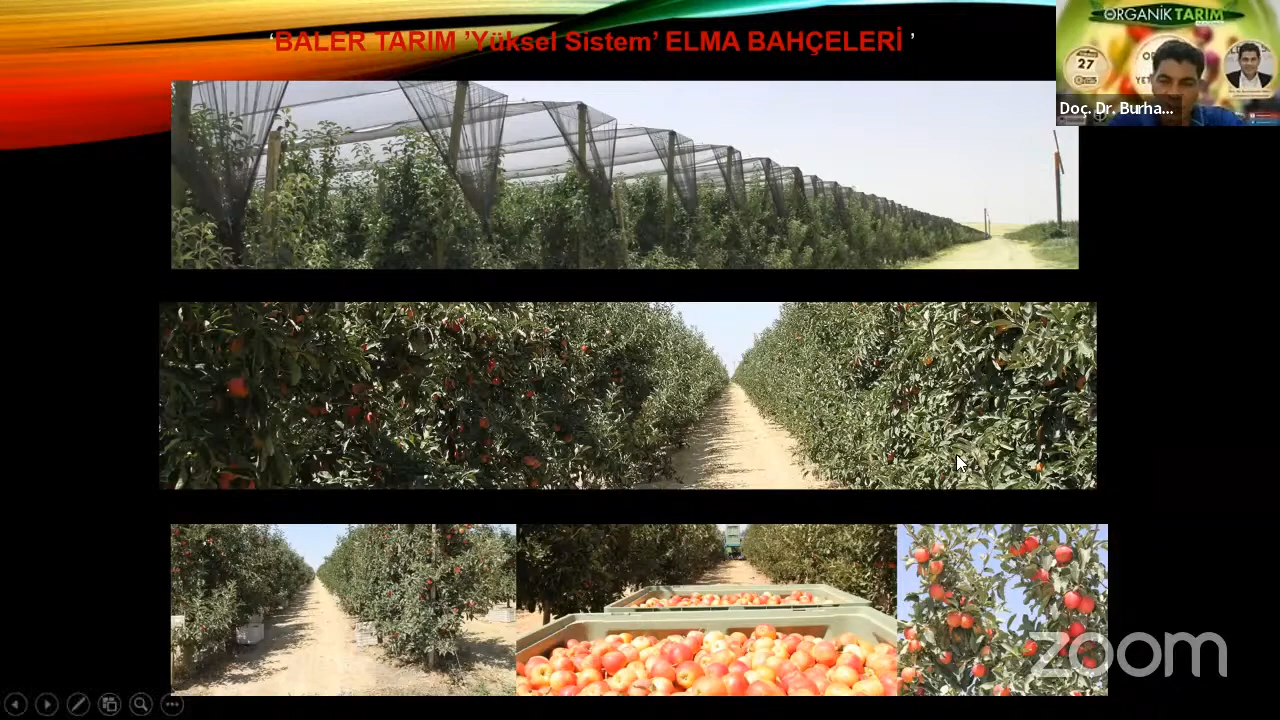 ‘BALER TARIM ’Yüksel Sistem’ ELMA BAHÇELERİ ’
ORGANİK TARIM
27
Doç. Dr. Burha...
zoom